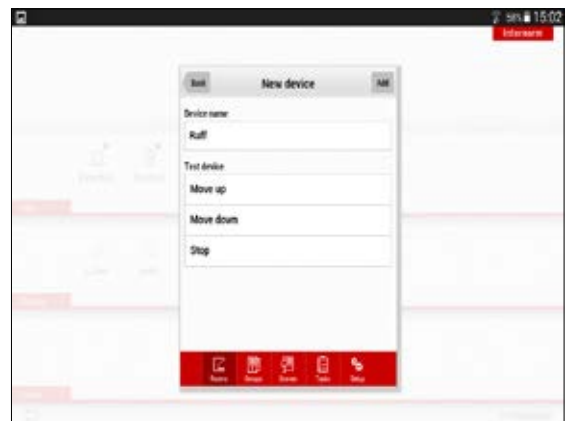 58% 15:02
Back New device Add
Device name
Ruff
Test device
Move up
Move down
Stop
Rooms Groups Scenes Tasks Setup